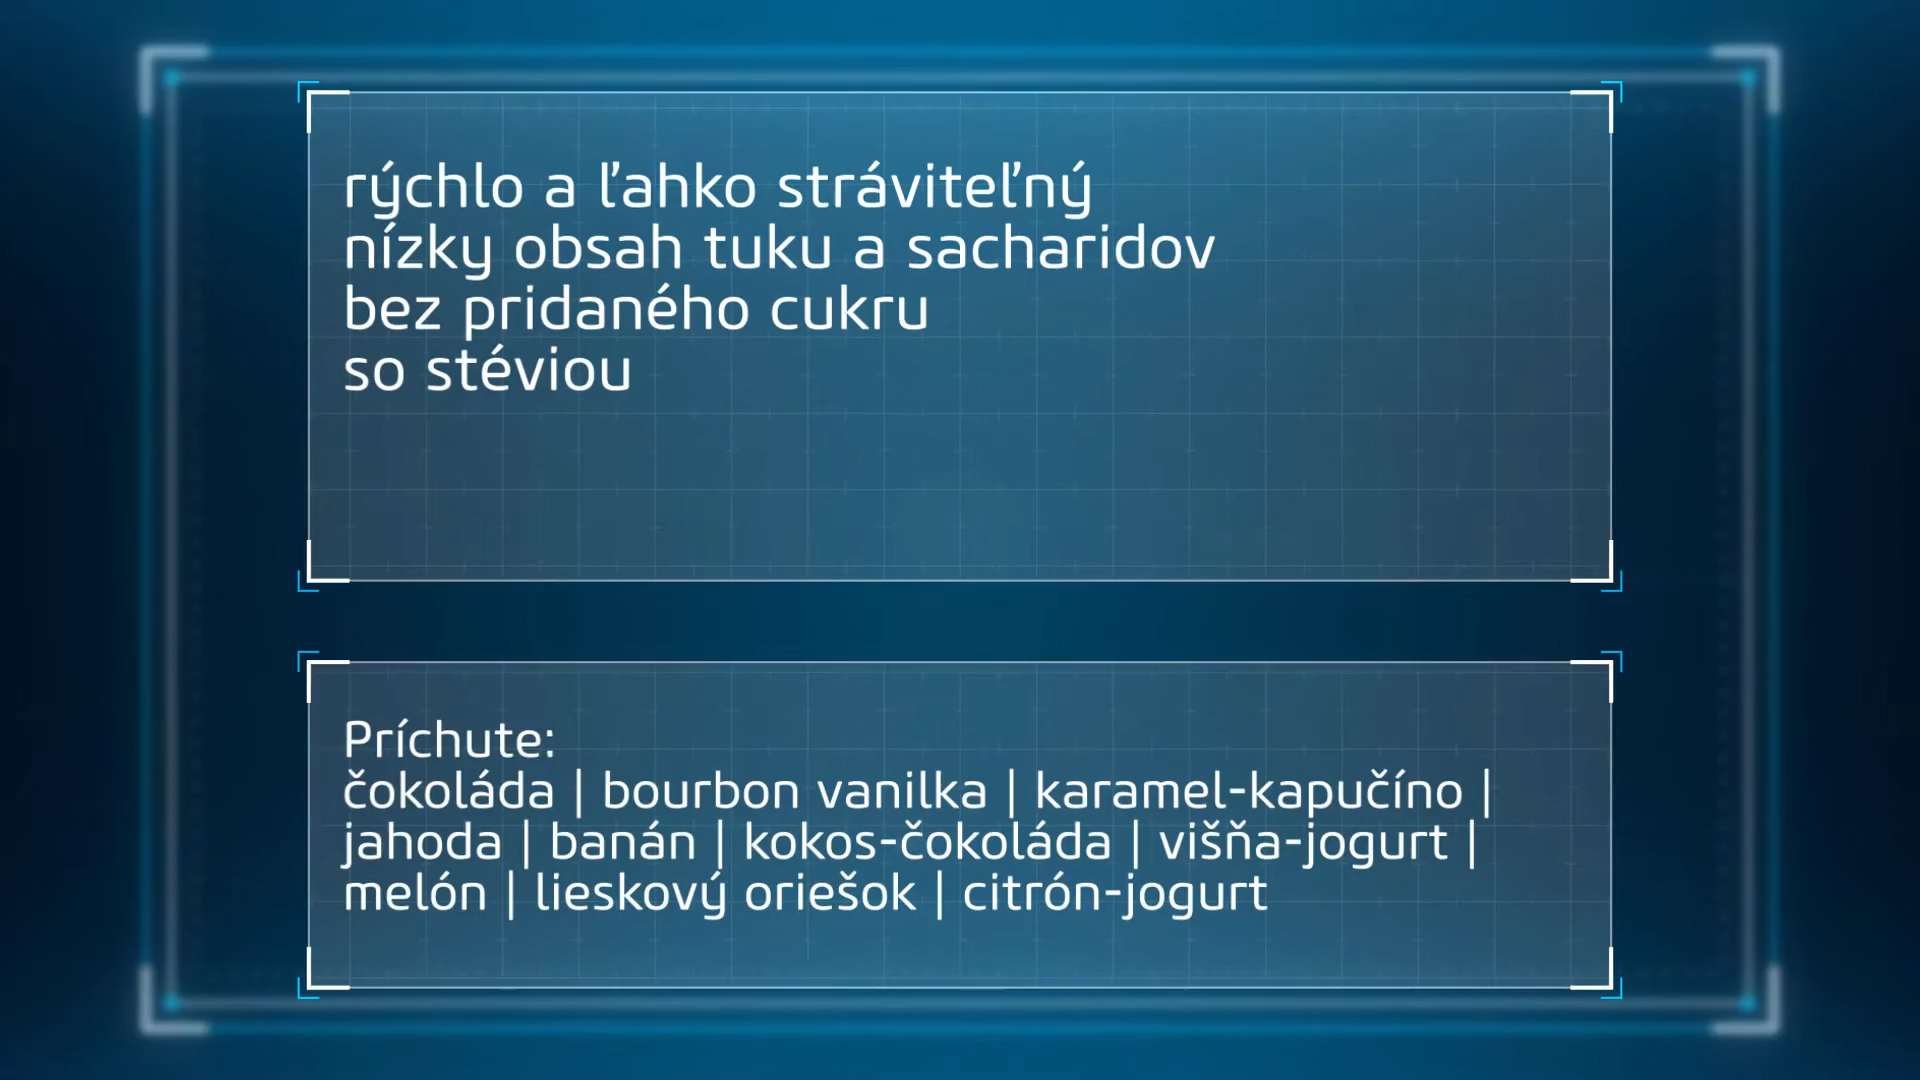 rýchlo a ľahko stráviteľný
nízky obsah tuku a sacharidov
bez pridaného cukru
so stéviou
Príchute:
čokoláda | bourbon vanilka | karamel-kapučíno |
jahoda | banán | kokos-čokoláda | višňa-jogurt |
melón | lieskový oriešok | citrón-jogurt